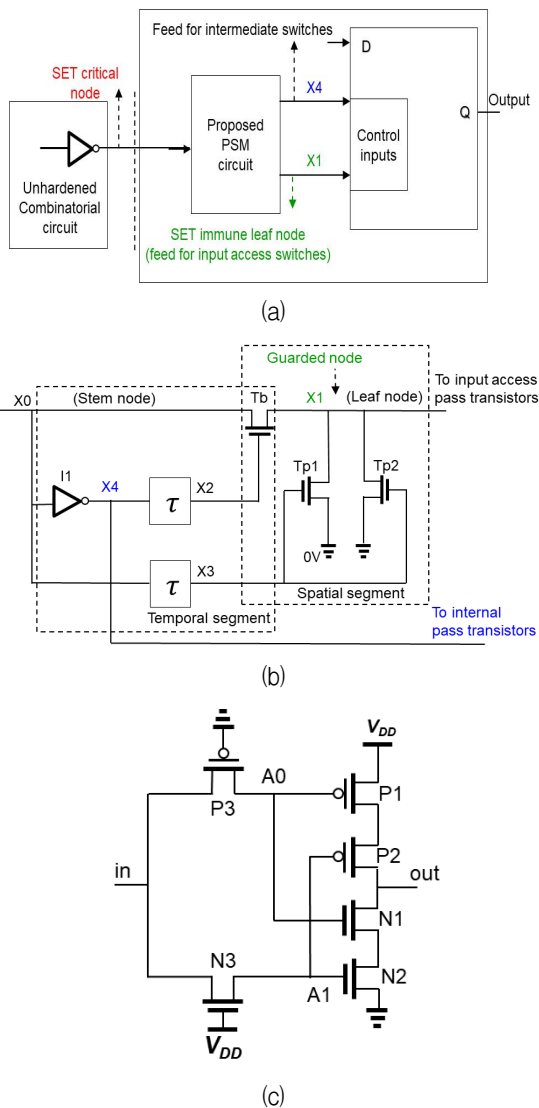 Feed for intermediate switches
D
SET critical
node
X4
Output
Q
Proposed
PSM
circuit
Control
inputs
X1
Unhardened
Combinatorial
circuit
SET immune leaf node
(feed for input access switches)
(a)
Guarded node
X0
(Stem node)
Tb
X1
(Leaf node)
To input access
pass transistors
I1
X4
τ
X2
Tp1
Tp2
τ
X3
0V
Temporal segment
Spatial segment
To internal
pass transistors
(b)
VDD
A0
P1
P3
P2
in
out
N1
N3
A1
N2
VDD
(c)